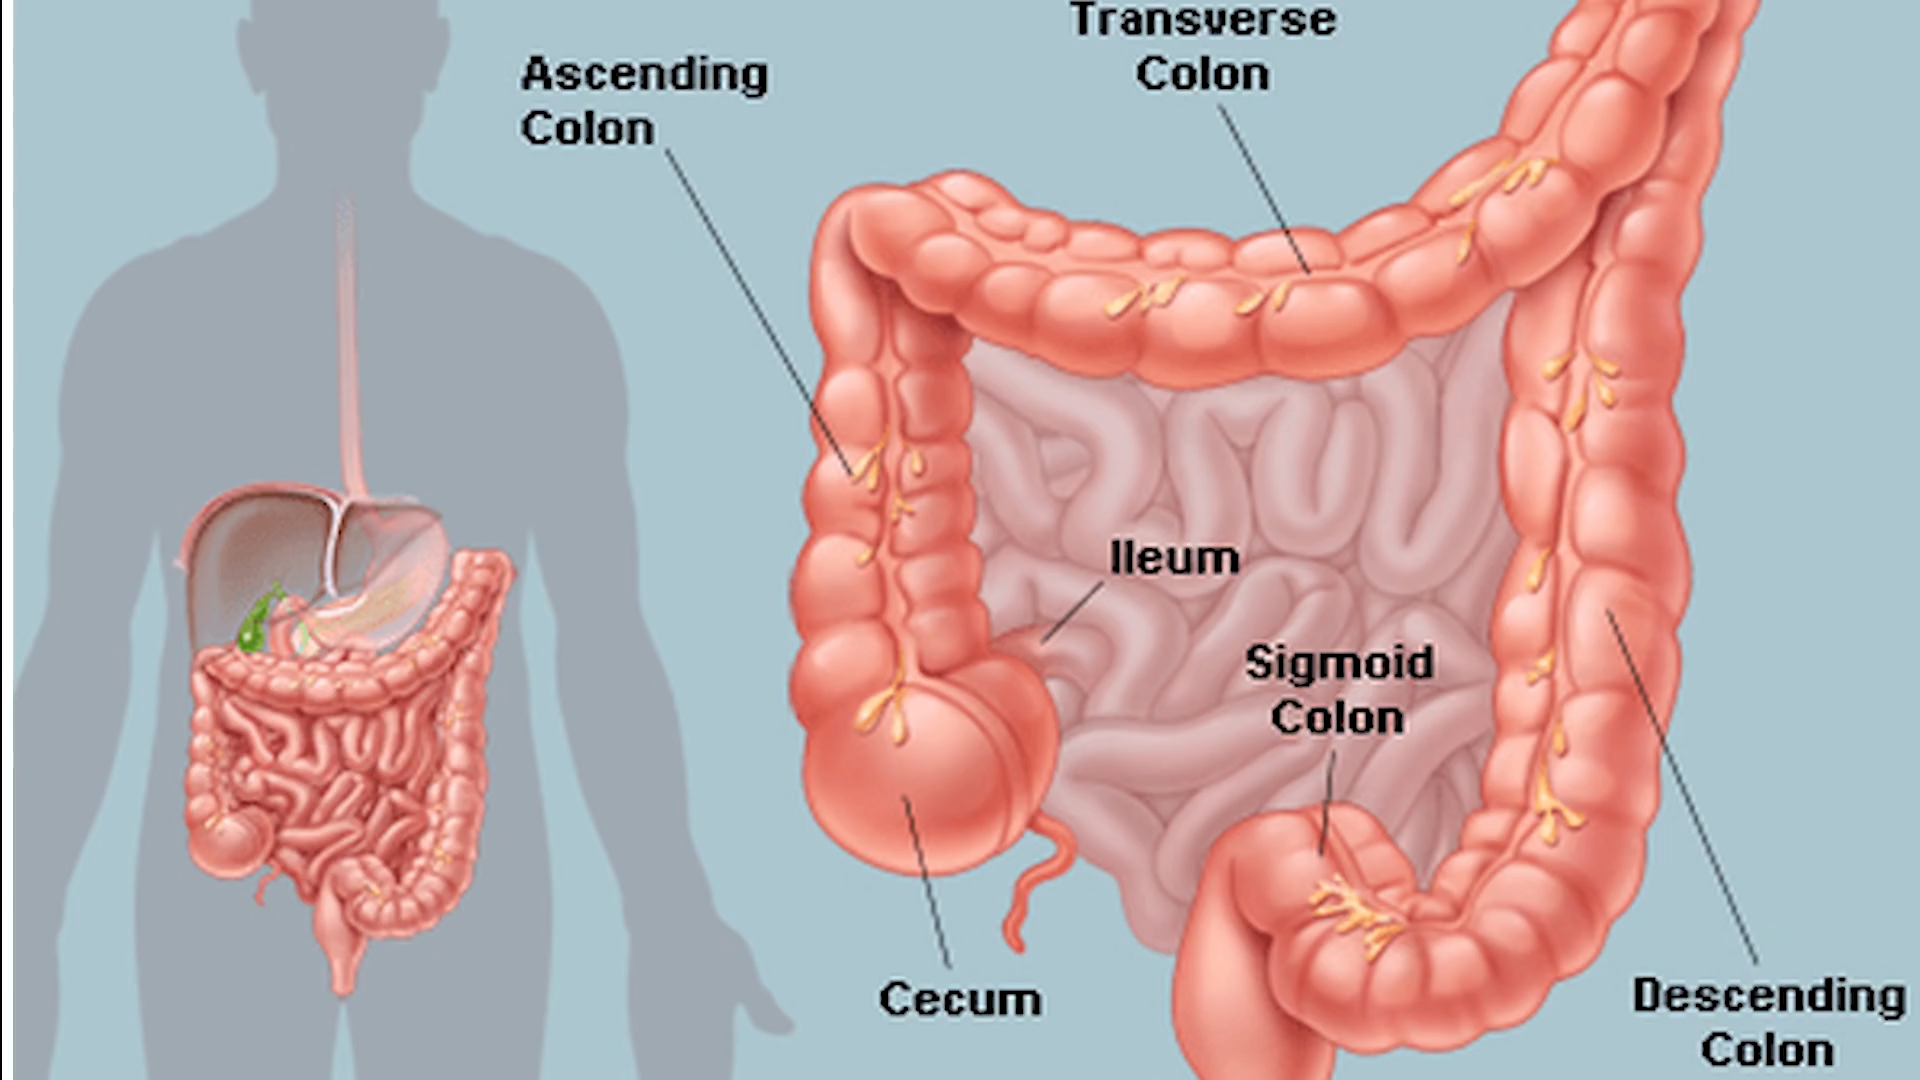 Transverse
Colon
Ascending
Colon
Ileum
Sigmoid
Colon
Cecum
Descending
Colon